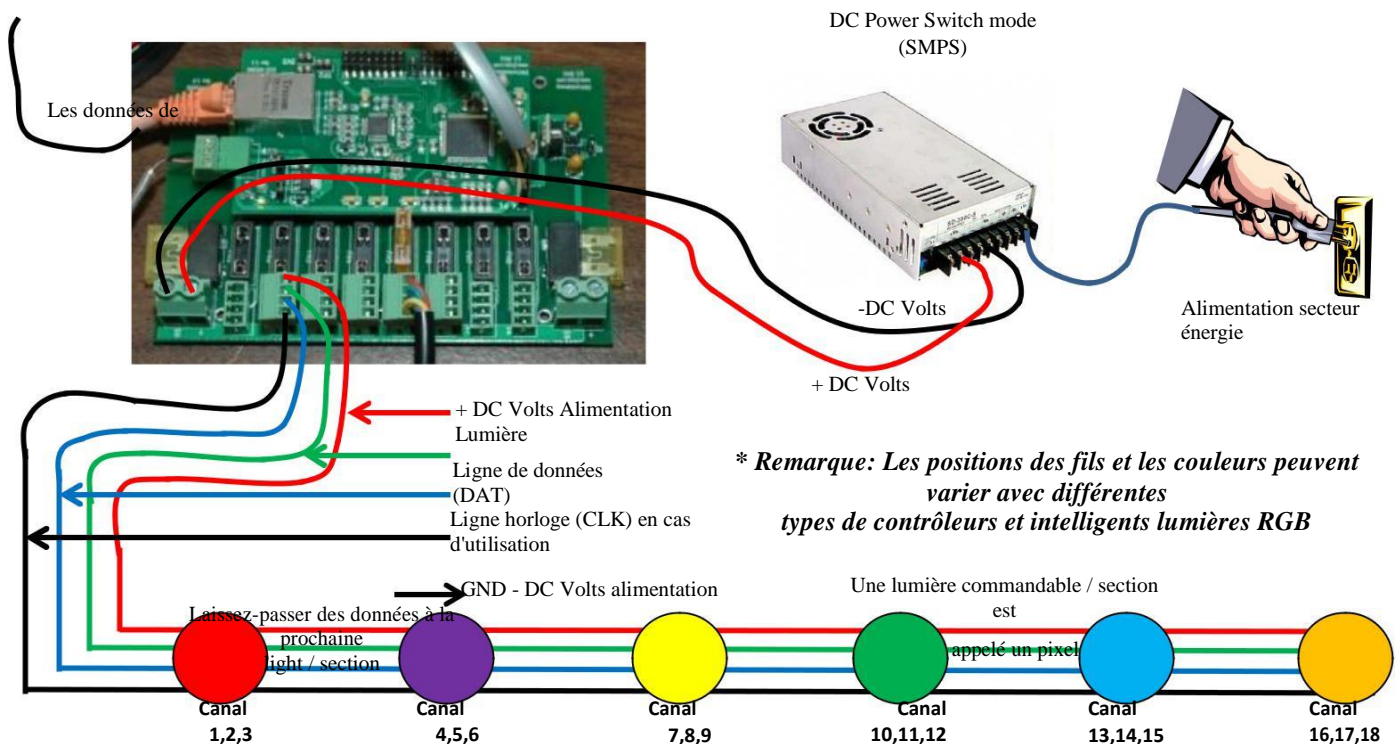 DC Power Switch mode
(SMPS)
Les données de
-DC Volts
Alimentation secteur
énergie
+ DC Volts
+ DC Volts Alimentation
Lumière
Ligne de données
(DAT)
Ligne horloge (CLK) en cas
d'utilisation
* Remarque: Les positions des fils et les couleurs peuvent
varier avec différentes
types de contrôleurs et intelligents lumières RGB
GND - DC Volts alimentation
Une lumière commandable / section
est
appelé un pixel
Laissez-passer des données à la
prochaine
light / section
Canal
1,2,3
Canal
4,5,6
Canal
7,8,9
Canal
10,11,12
Canal
13,14,15
Canal
16,17,18